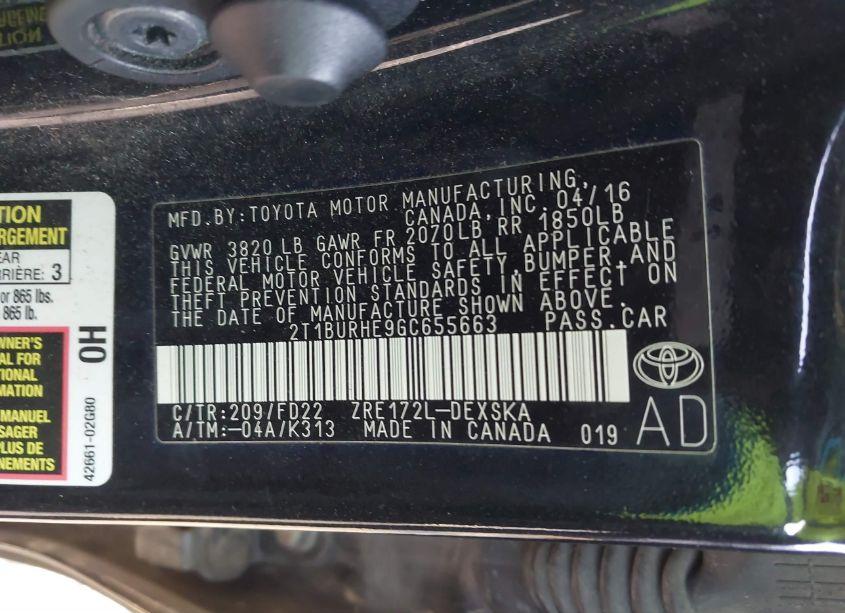 MFD.BY:TOYOTA MOTOR MANUFACTURING,
CANADA,INC. 04/16
GVWR 3820 LB GAWR FR 2070LB RR 1850LB
THIS VEHICLE CONFORMS TO ALL APPLICABLE
FEDERAL MOTOR VEHICLE SAFETY,BUMPER,AND
THEFT PREVENTION STANDARDS IN EFFECT ON
THE DATE OF MANUFACTURE SHOWN ABOVE.
2T1BURHE9GC655663 PASS.CAR
C/TR:209/FD22 ZRE172L-DEXSKA
A/TM:-04A/K313 MADE IN CANADA 019
AD
TION
RGEMENT
EAR
RRIÈRE: 3
or 865 lbs.
865 lb.
WNER'S
AL FOR
TIONAL
MATION
MANUEL
SAGER
PLUS DE
NEMENTS
0H
42661-02G80